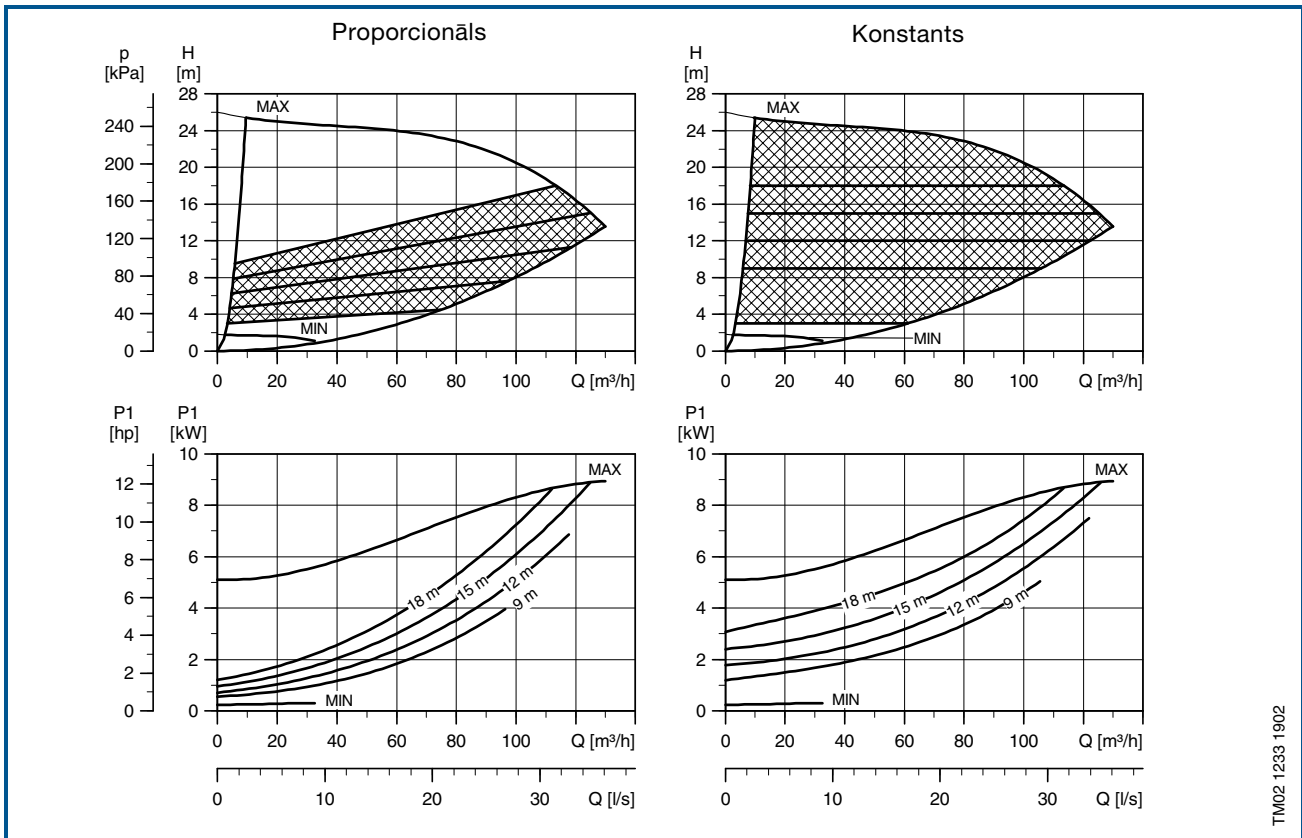 Proporcionāls
Konstants
p
[kPa]
H
[m]
H
[m]
28
24
20
16
12
8
4
0
240
200
160
120
80
40
0
MAX
MIN
0 20 40 60 80 100 Q [m³/h]
28
24
20
16
12
8
4
0
MAX
MIN
0 20 40 60 80 100 Q [m³/h]
P1
[hp]
P1
[kW]
P1
[kW]
12
10
8
6
4
2
0
10
8
6
4
2
0
MAX
18 m
15 m
12 m
9 m
MIN
0 20 40 60 80 100 Q [m³/h]
0 10 20 30 Q [l/s]
10
8
6
4
2
0
MAX
18 m
15 m
12 m
9 m
MIN
0 20 40 60 80 100 Q [m³/h]
0 10 20 30 Q [l/s]
TM02 1233 1902